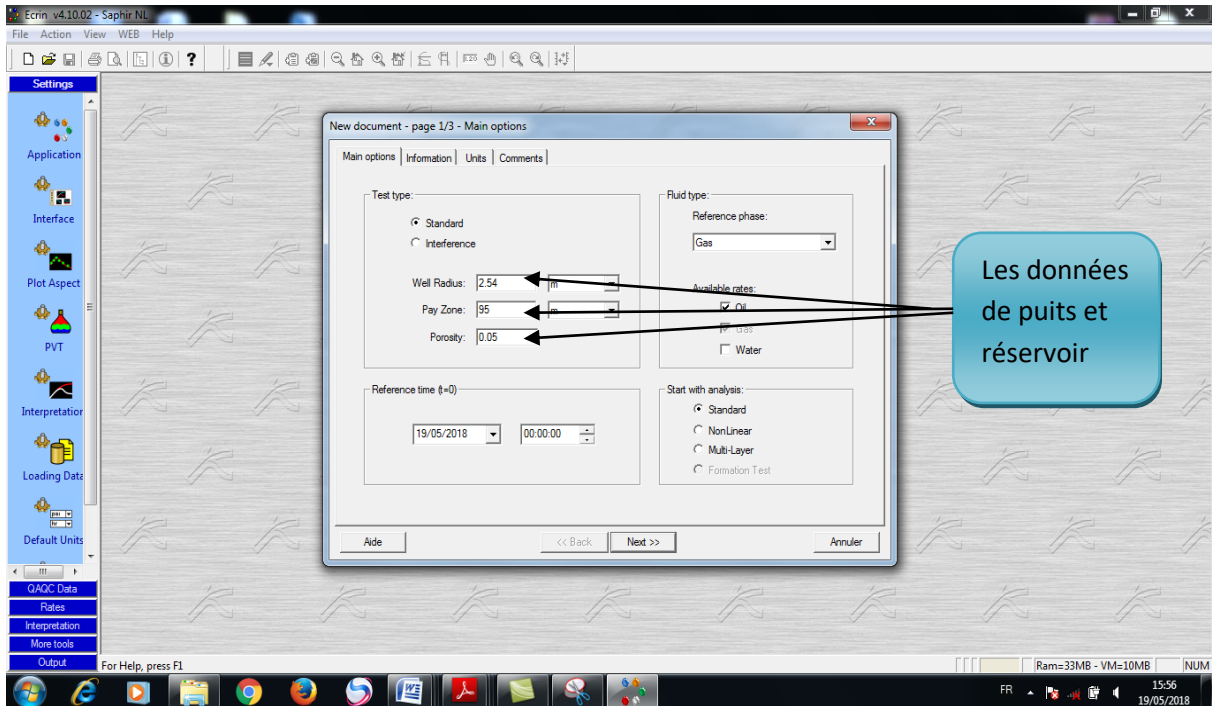 Ecrin v4.10.02 - Saphir NL
File Action View WEB Help
Settings
Application
Interface
Plot Aspect
PVT
Interpretation
Loading Data
Default Units
QAQC Data
Rates
Interpretation
More tools
Output
New document - page 1/3 - Main options
Main options Information Units Comments
Test type:
Standard
Interference
Well Radius: 2.54 m
Pay Zone: 95 m
Porosity: 0.05
Fluid type:
Reference phase:
Gas
Available rates:
Oil
Gas
Water
Reference time (t=0)
19/05/2018 00:00:00
Start with analysis:
Standard
NonLinear
Multi-Layer
Formation Test
Aide << Back Next >> Annuler
Les données
de puits et
réservoir
For Help, press F1
Ram=33MB - VM=10MB NUM
FR
15:56
19/05/2018